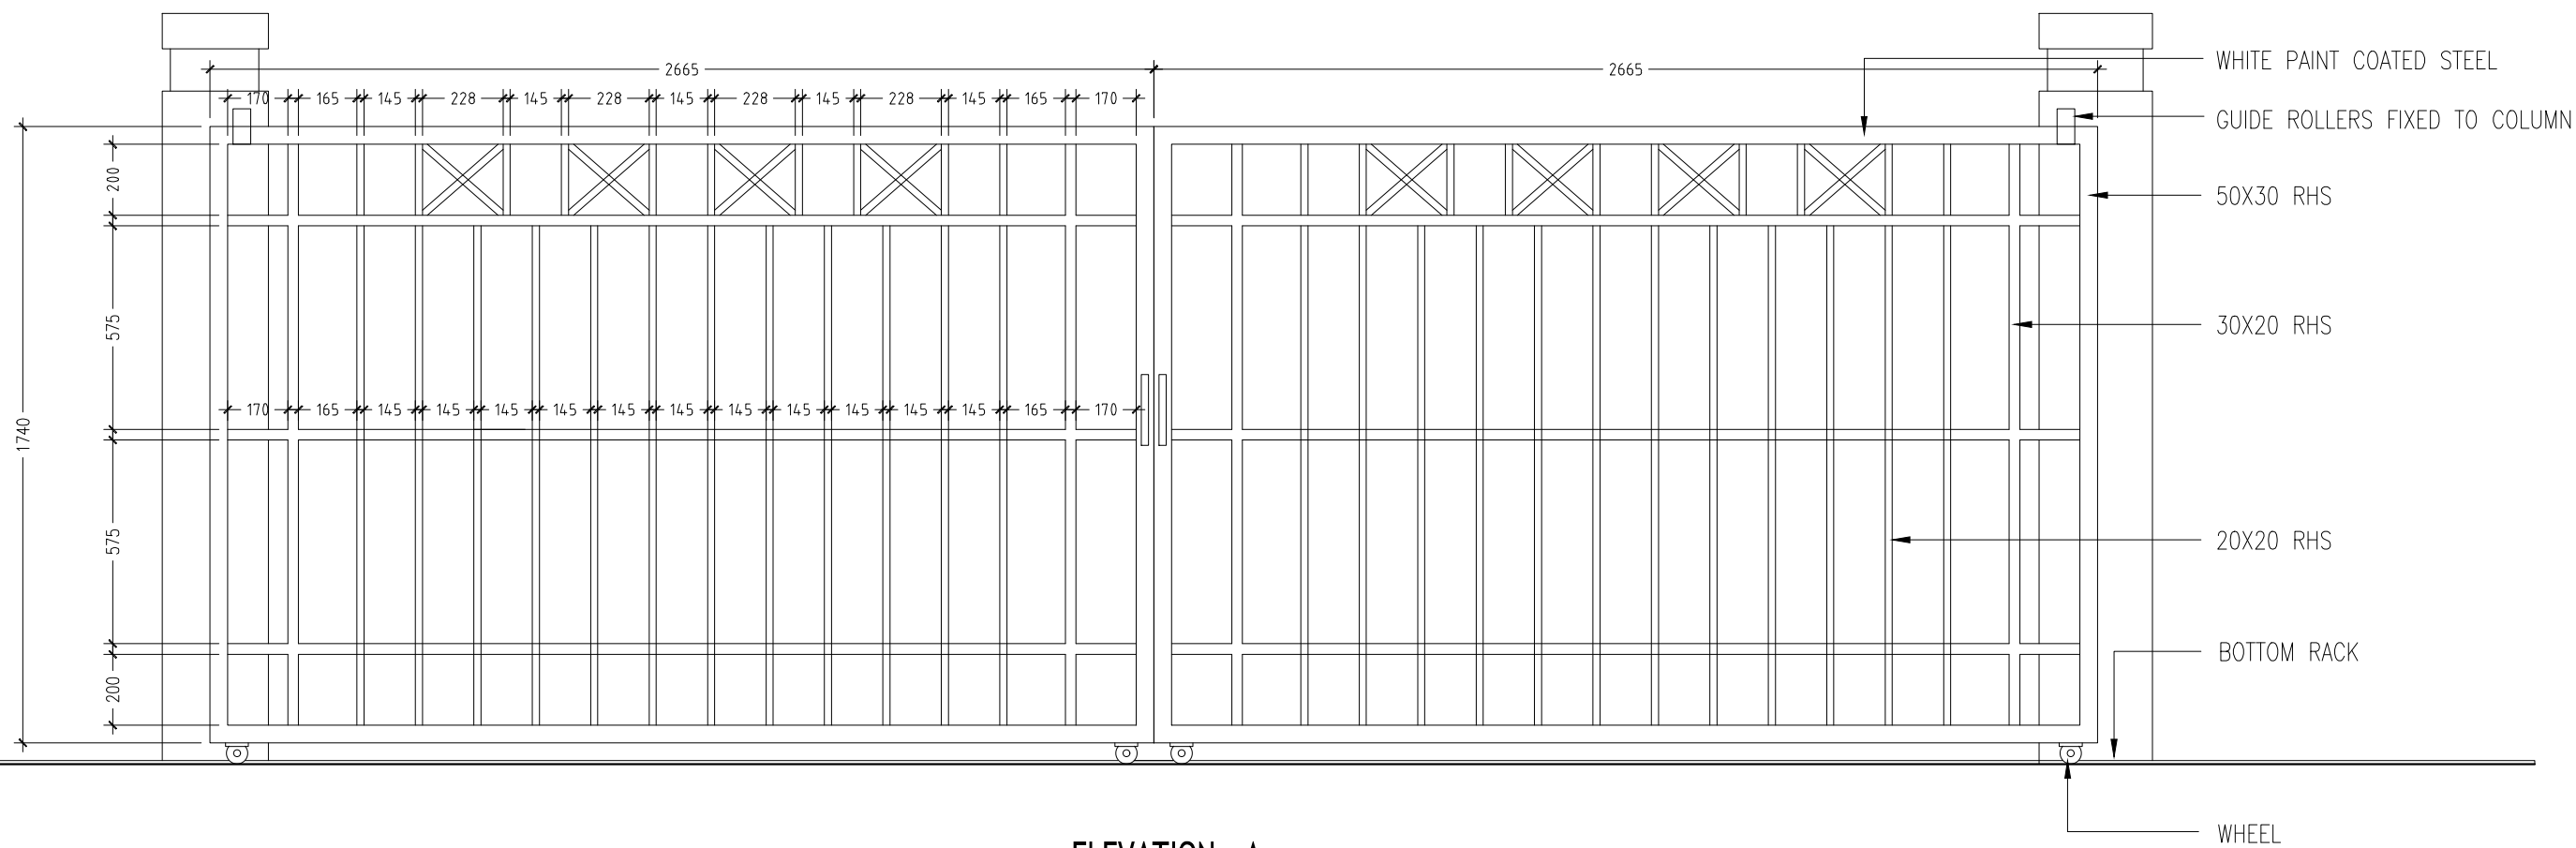 2665
2665
170 165 145 228 145 228 145 228 145 228 145 165 170
WHITE PAINT COATED STEEL
GUIDE ROLLERS FIXED TO COLUMN
200
50X30 RHS
575
30X20 RHS
170 165 145 145 145 145 145 145 145 145 145 145 145 165 170
1740
575
20X20 RHS
200
BOTTOM RACK
WHEEL
ELEVATION-A